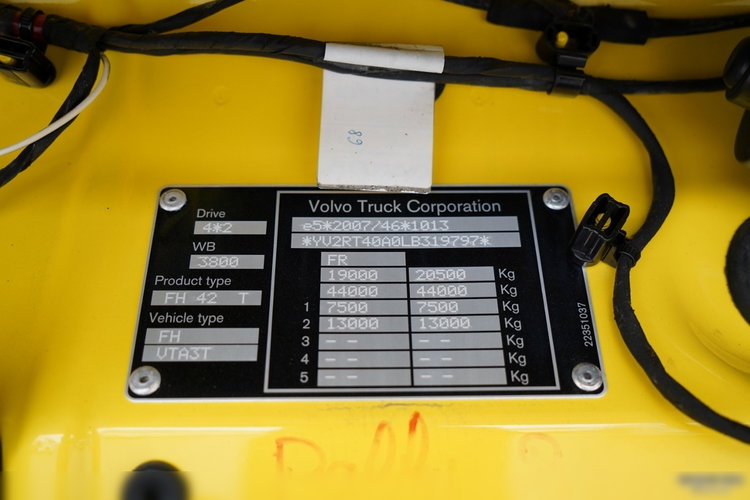 68
Volvo Truck Corporation
e5*2007/46*1013
*YV2RT40A0LB319797*
Drive
4*2
WB
3800
Product type
FH 42 T
Vehicle type
FH
VTA3T
FR
19000 20500 Kg
44000 44000 Kg
1 7500 7500 Kg
2 13000 13000 Kg
3 -- -- Kg
4 -- -- Kg
5 -- -- Kg
22351037